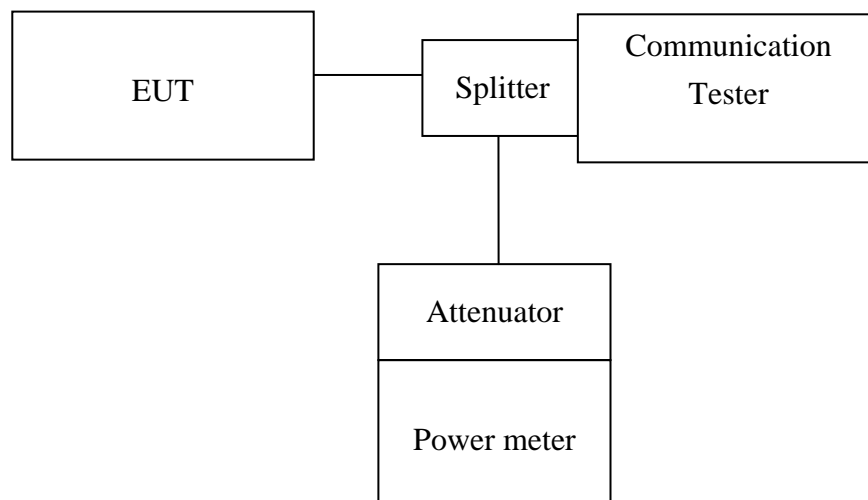 EUT
Splitter
Communication
Tester
Attenuator
Power meter